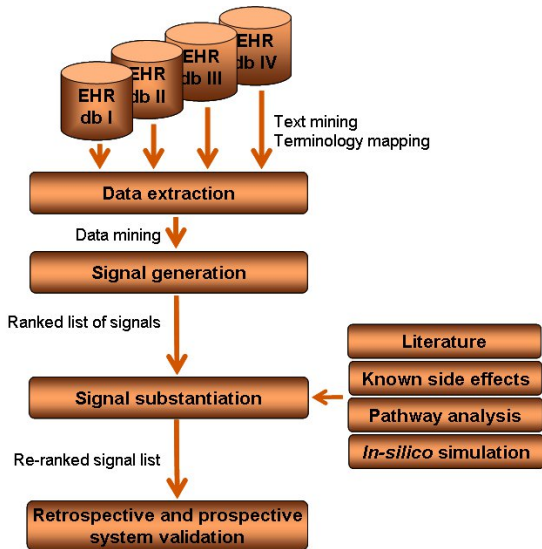 EHR
db I
EHR
db II
EHR
db III
EHR
db IV
Text mining
Terminology mapping
Data extraction
Data mining
Signal generation
Ranked list of signals
Literature
Known side effects
Signal substantiation
Pathway analysis
In-silico simulation
Re-ranked signal list
Retrospective and prospective
system validation